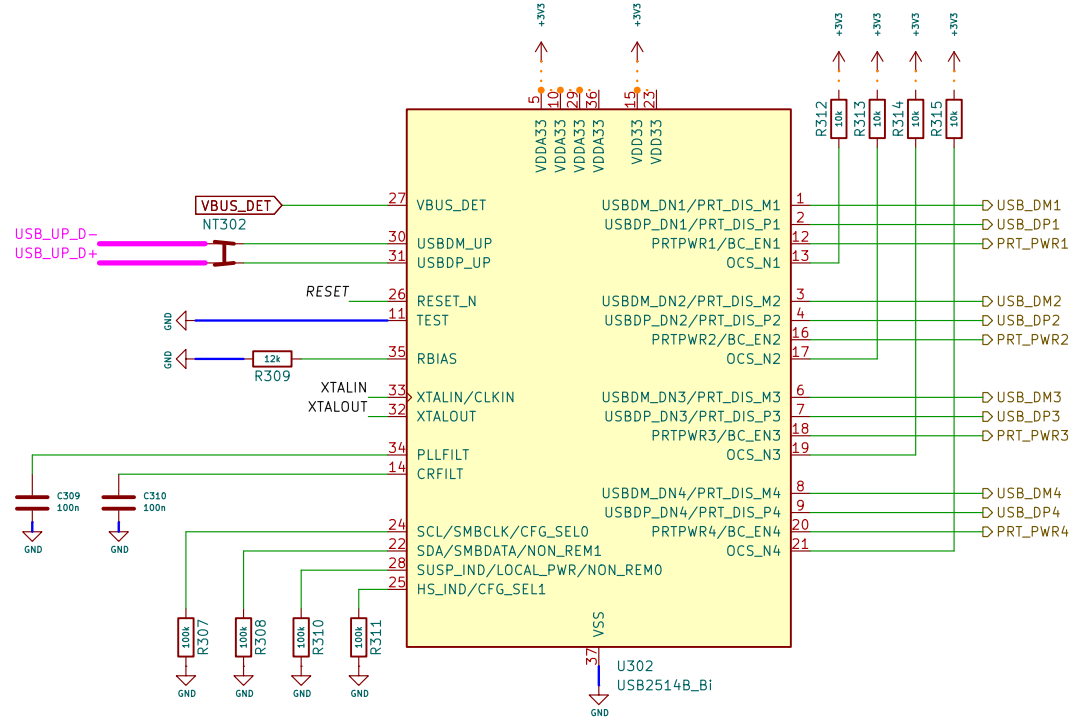 +3V3 +3V3 +3V3 +3V3 +3V3 +3V3
5 10 29 36 15 23
VDDA33 VDDA33 VDDA33 VDDA33 VDD33 VDD33
R312 10k R313 10k R314 10k R315 10k
VBUS_DET 27 VBUS_DET
USBDM_DN1/PRT_DIS_M1 1 USB_DM1
NT302
USBDP_DN1/PRT_DIS_P1 2 USB_DP1
USB_UP_D- 30 USBDM_UP
PRTPWR1/BC_EN1 12 PRT_PWR1
USB_UP_D+ 31 USBDP_UP
OCS_N1 13
RESET 26 RESET_N
USBDM_DN2/PRT_DIS_M2 3 USB_DM2
GND 11 TEST
USBDP_DN2/PRT_DIS_P2 4 USB_DP2
PRTPWR2/BC_EN2 16 PRT_PWR2
GND 12k 35 RBIAS
OCS_N2 17
R309
XTALIN 33 XTALIN/CLKIN
USBDM_DN3/PRT_DIS_M3 6 USB_DM3
XTALOUT 32 XTALOUT
USBDP_DN3/PRT_DIS_P3 7 USB_DP3
PRTPWR3/BC_EN3 18 PRT_PWR3
34 PLLFILT
OCS_N3 19
14 CRFILT
C309
100n
GND
C310
100n
GND
USBDM_DN4/PRT_DIS_M4 8 USB_DM4
USBDP_DN4/PRT_DIS_P4 9 USB_DP4
24 SCL/SMBCLK/CFG_SEL0
PRTPWR4/BC_EN4 20 PRT_PWR4
22 SDA/SMBDATA/NON_REM1
OCS_N4 21
28 SUSP_IND/LOCAL_PWR/NON_REM0
25 HS_IND/CFG_SEL1
100k R307 100k R308 100k R310 100k R311
GND GND GND GND
VSS
37
U302
USB2514B_Bi
GND